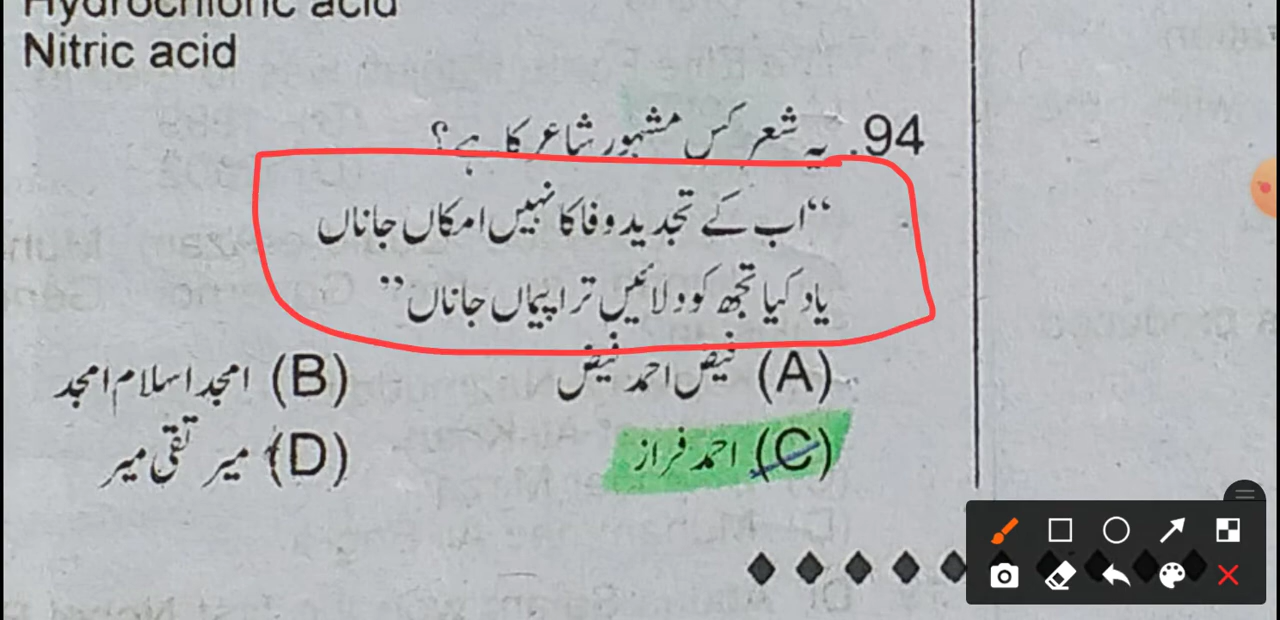 Hydrochloric acid
Nitric acid
94. یہ شعر کس مشہور شاعر کا ہے؟
“اب کے تجدید وفا کا نہیں امکاں جاناں
یاد کیا تجھ کو دلائیں ترا پیماں جاناں”
(A) فیض احمد فیض (B) امجد اسلام امجد
(C) احمد فراز (D) میر تقی میر